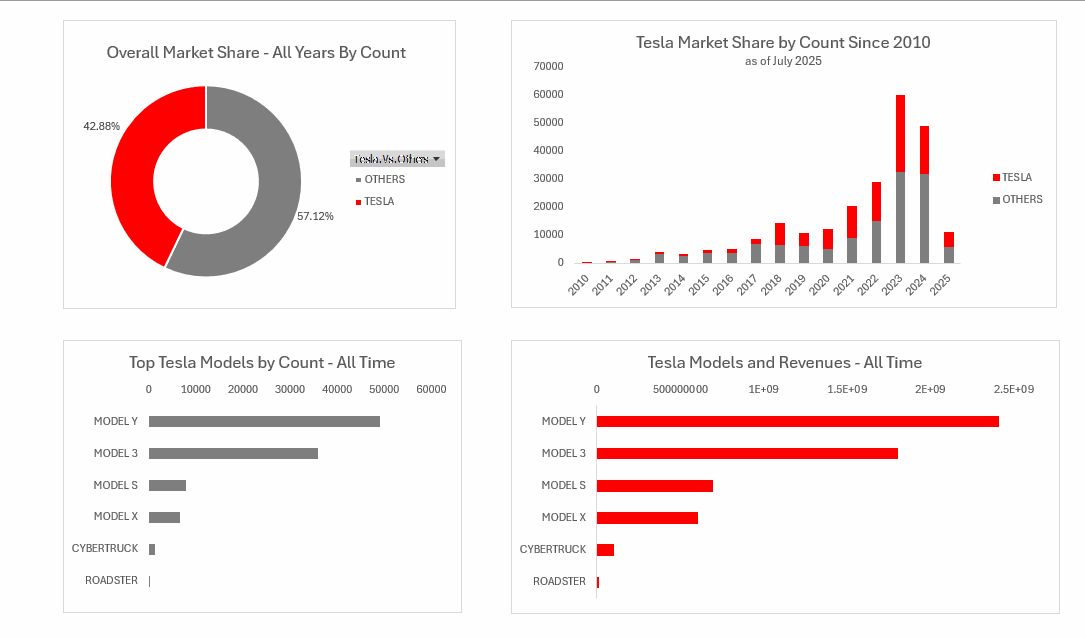 Overall Market Share - All Years By Count
42.88%
57.12%
Tesla.Vs.Others
OTHERS
TESLA
Tesla Market Share by Count Since 2010
as of July 2025
70000
60000
50000
40000
30000
20000
10000
0
2010 2011 2012 2013 2014 2015 2016 2017 2018 2019 2020 2021 2022 2023 2024 2025
TESLA
OTHERS
Top Tesla Models by Count - All Time
0 10000 20000 30000 40000 50000 60000
MODEL Y
MODEL 3
MODEL S
MODEL X
CYBERTRUCK
ROADSTER
Tesla Models and Revenues - All Time
0 500000000 1E+09 1.5E+09 2E+09 2.5E+09
MODEL Y
MODEL 3
MODEL S
MODEL X
CYBERTRUCK
ROADSTER